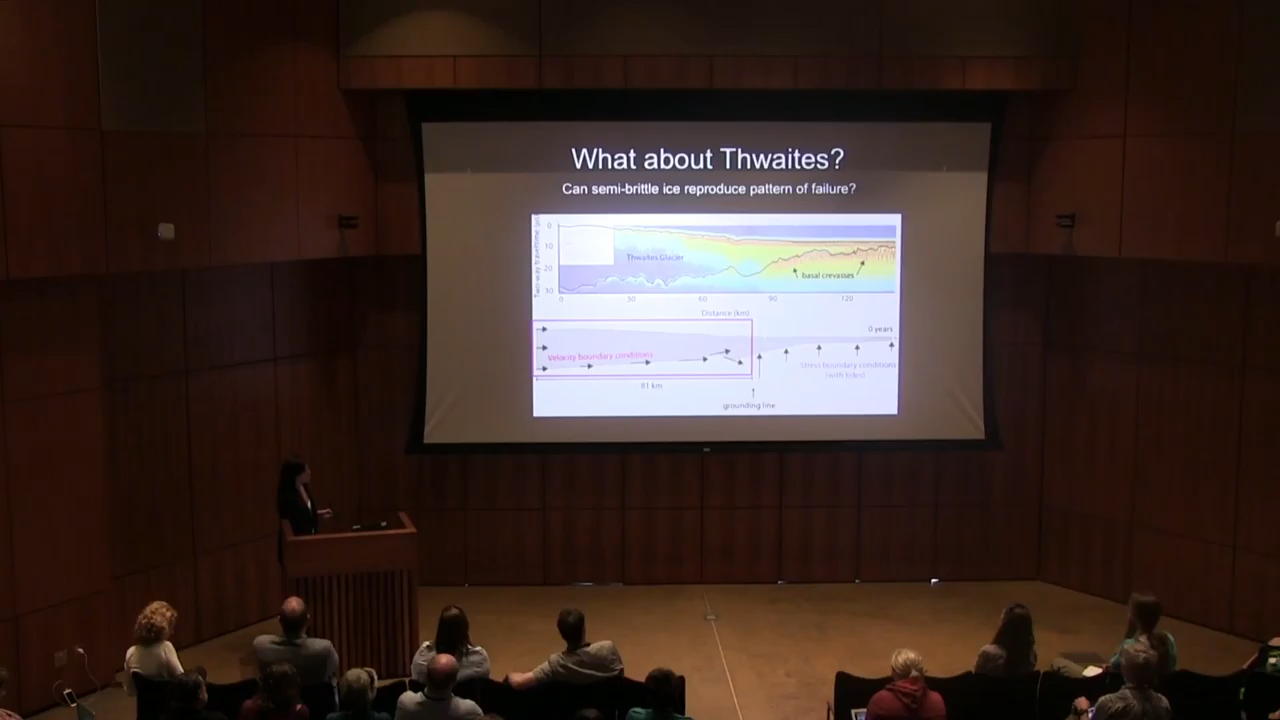 What about Thwaites?
Can semi-brittle ice reproduce pattern of failure?
0
10
20
30
Thwaites Glacier
basal crevasses
0 30 60 90 120
Distance (km)
0 years
Velocity boundary conditions
Stress boundary conditions
(with tides)
81 km
grounding line